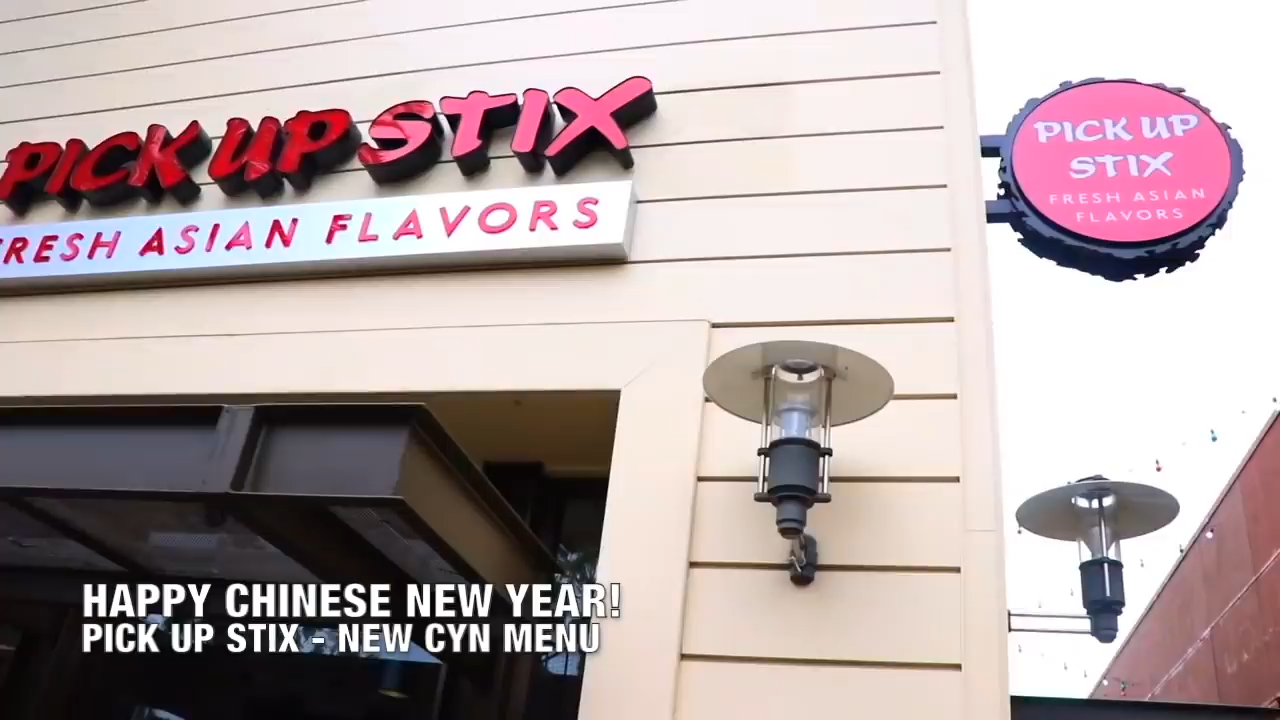 PICK UP STIX
FRESH ASIAN FLAVORS
PICK UP
STIX
FRESH ASIAN
FLAVORS
HAPPY CHINESE NEW YEAR!
PICK UP STIX - NEW CYN MENU